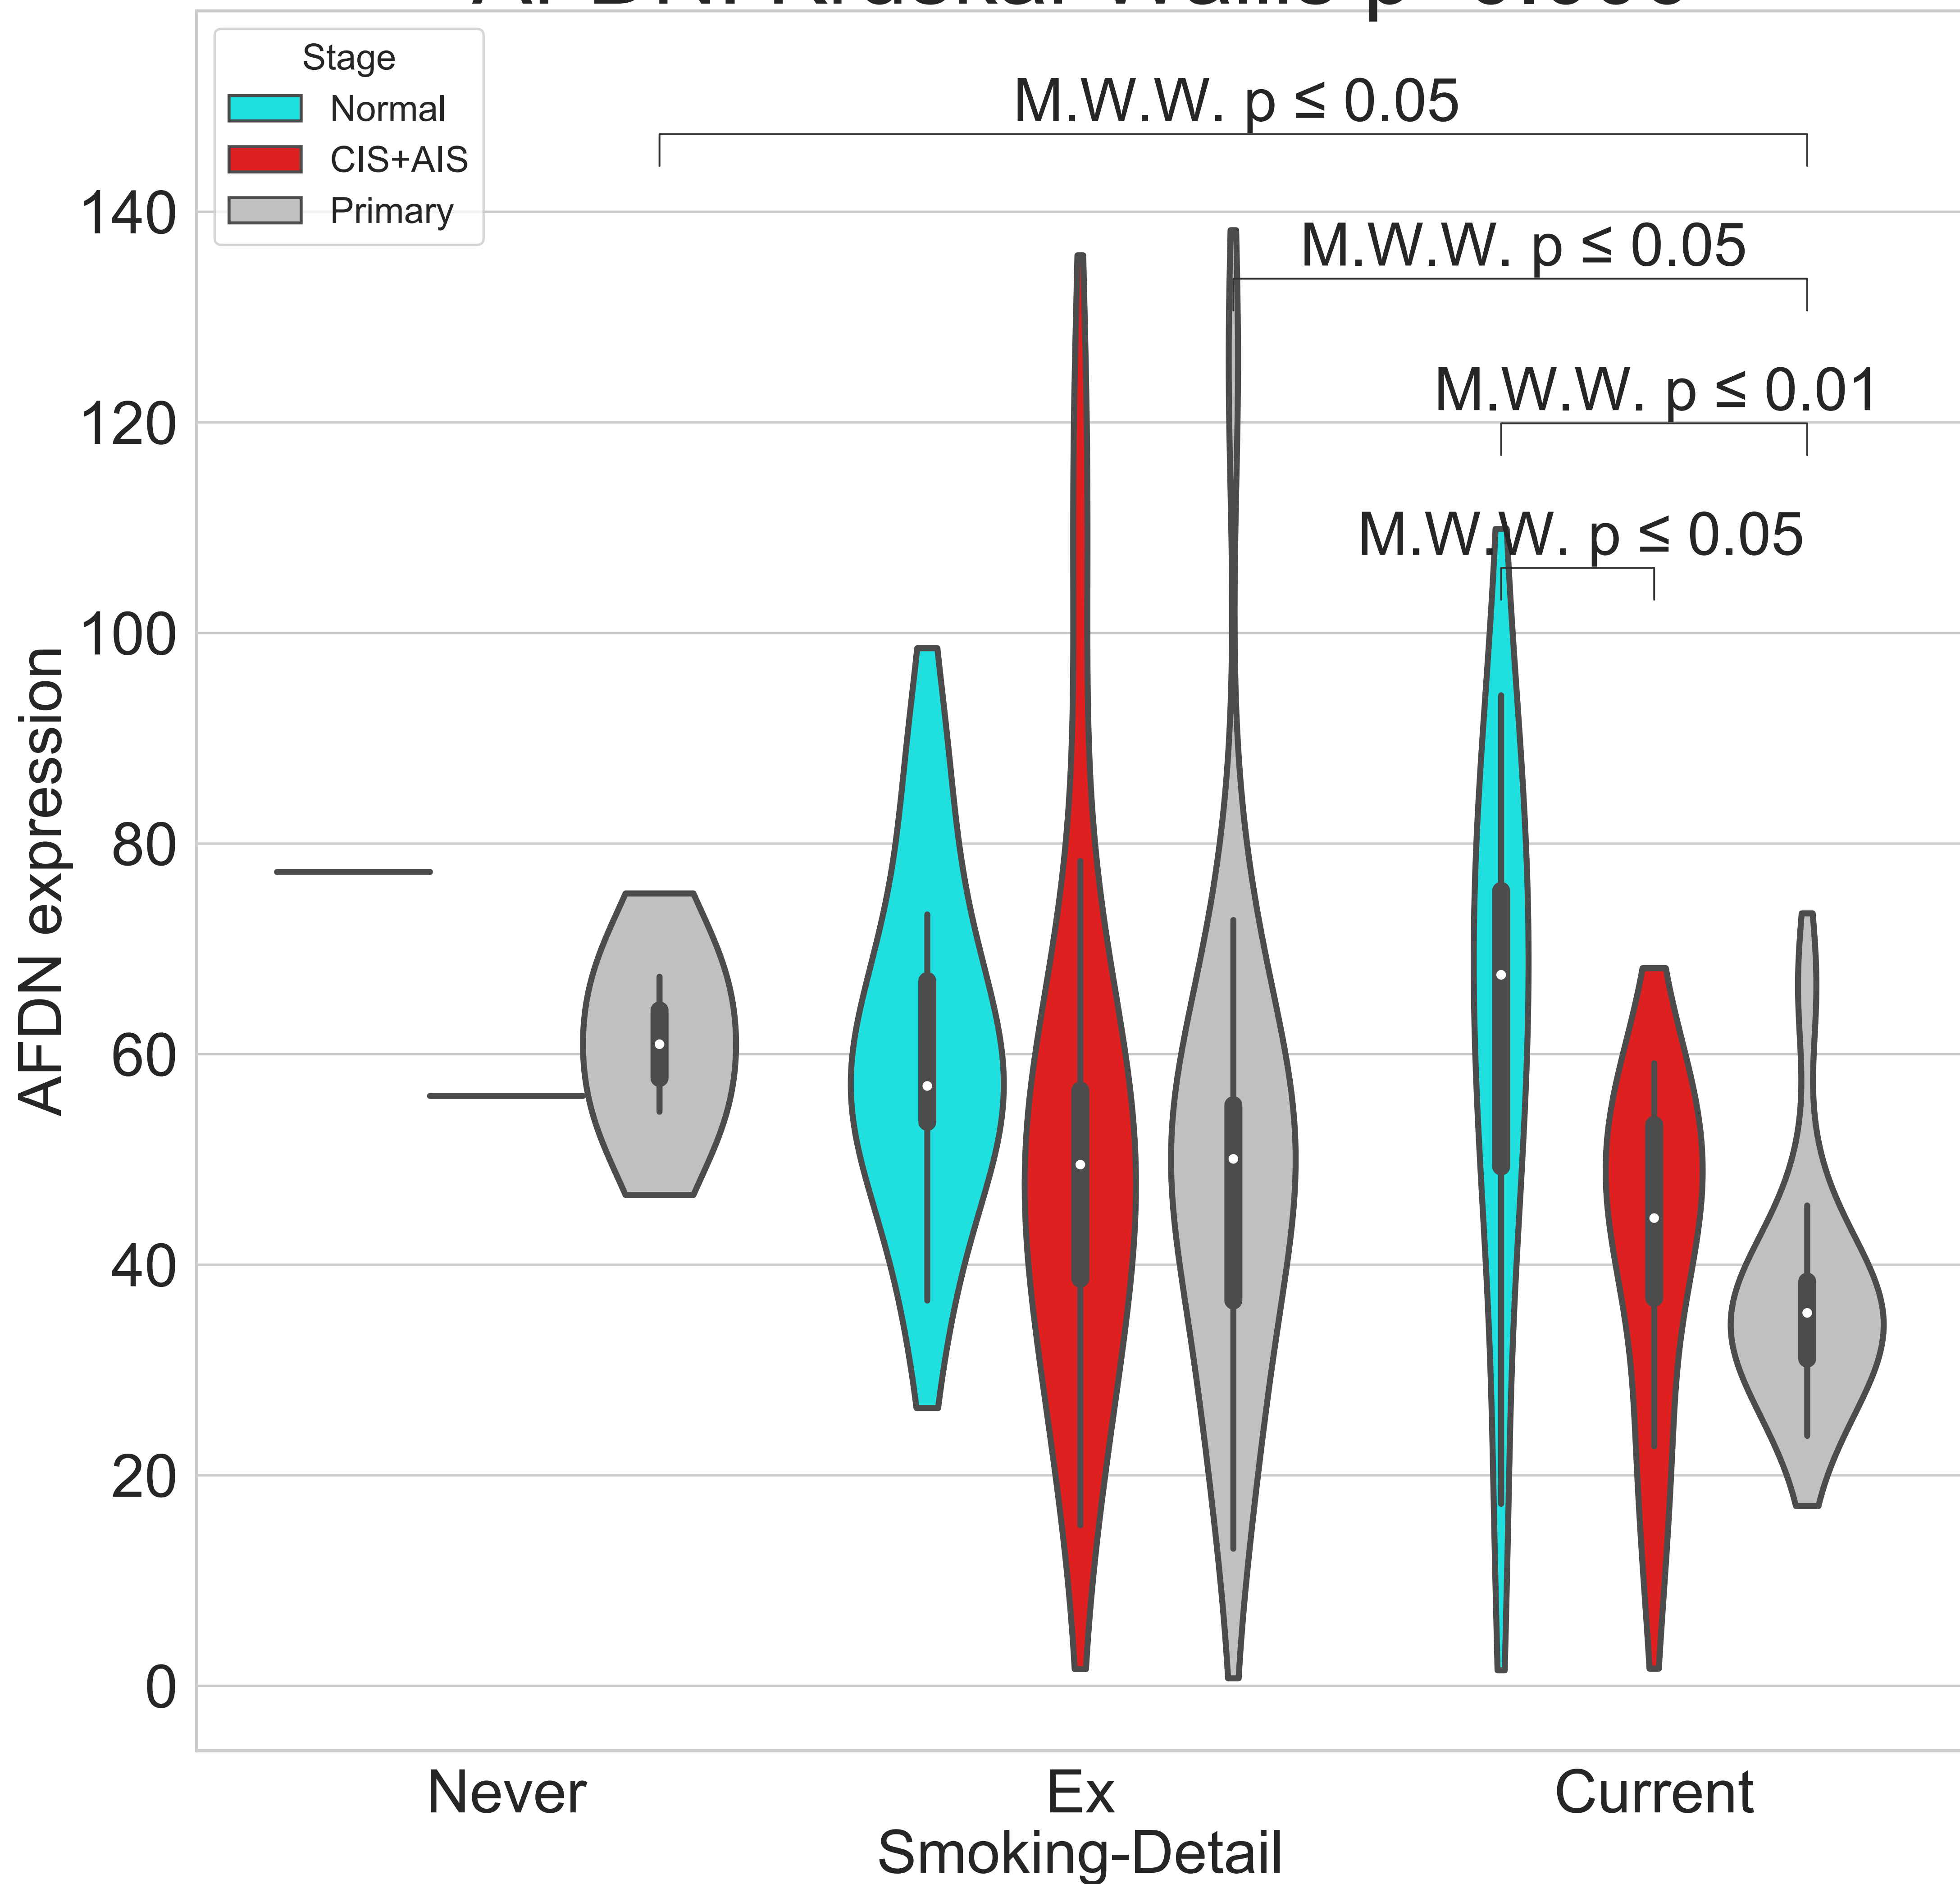 Stage
Normal
CIS+AIS
Primary
M.W.W. p ≤ 0.05
M.W.W. p ≤ 0.05
M.W.W. p ≤ 0.01
M.W.W. p ≤ 0.05
140
120
100
80
60
40
20
0
AFDN expression
Never
Ex
Current
Smoking-Detail